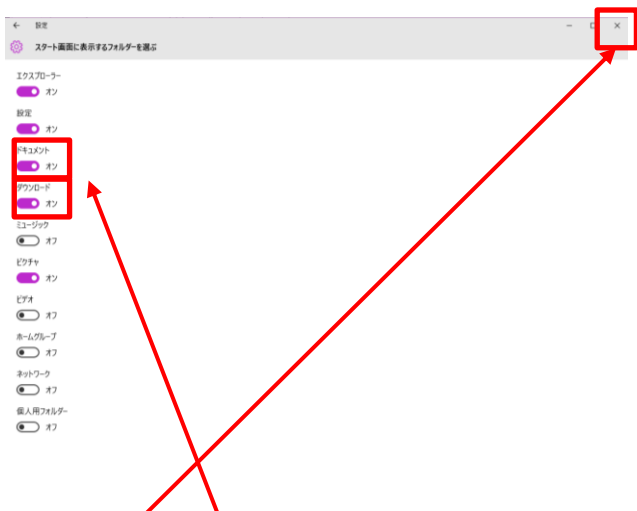 設定
スタート画面に表示するフォルダーを選ぶ
エクスプローラー
オン
設定
オン
ドキュメント
オン
ダウンロード
オン
ミュージック
オフ
ピクチャ
オン
ビデオ
オフ
ホームグループ
オフ
ネットワーク
オフ
個人用フォルダー
オフ